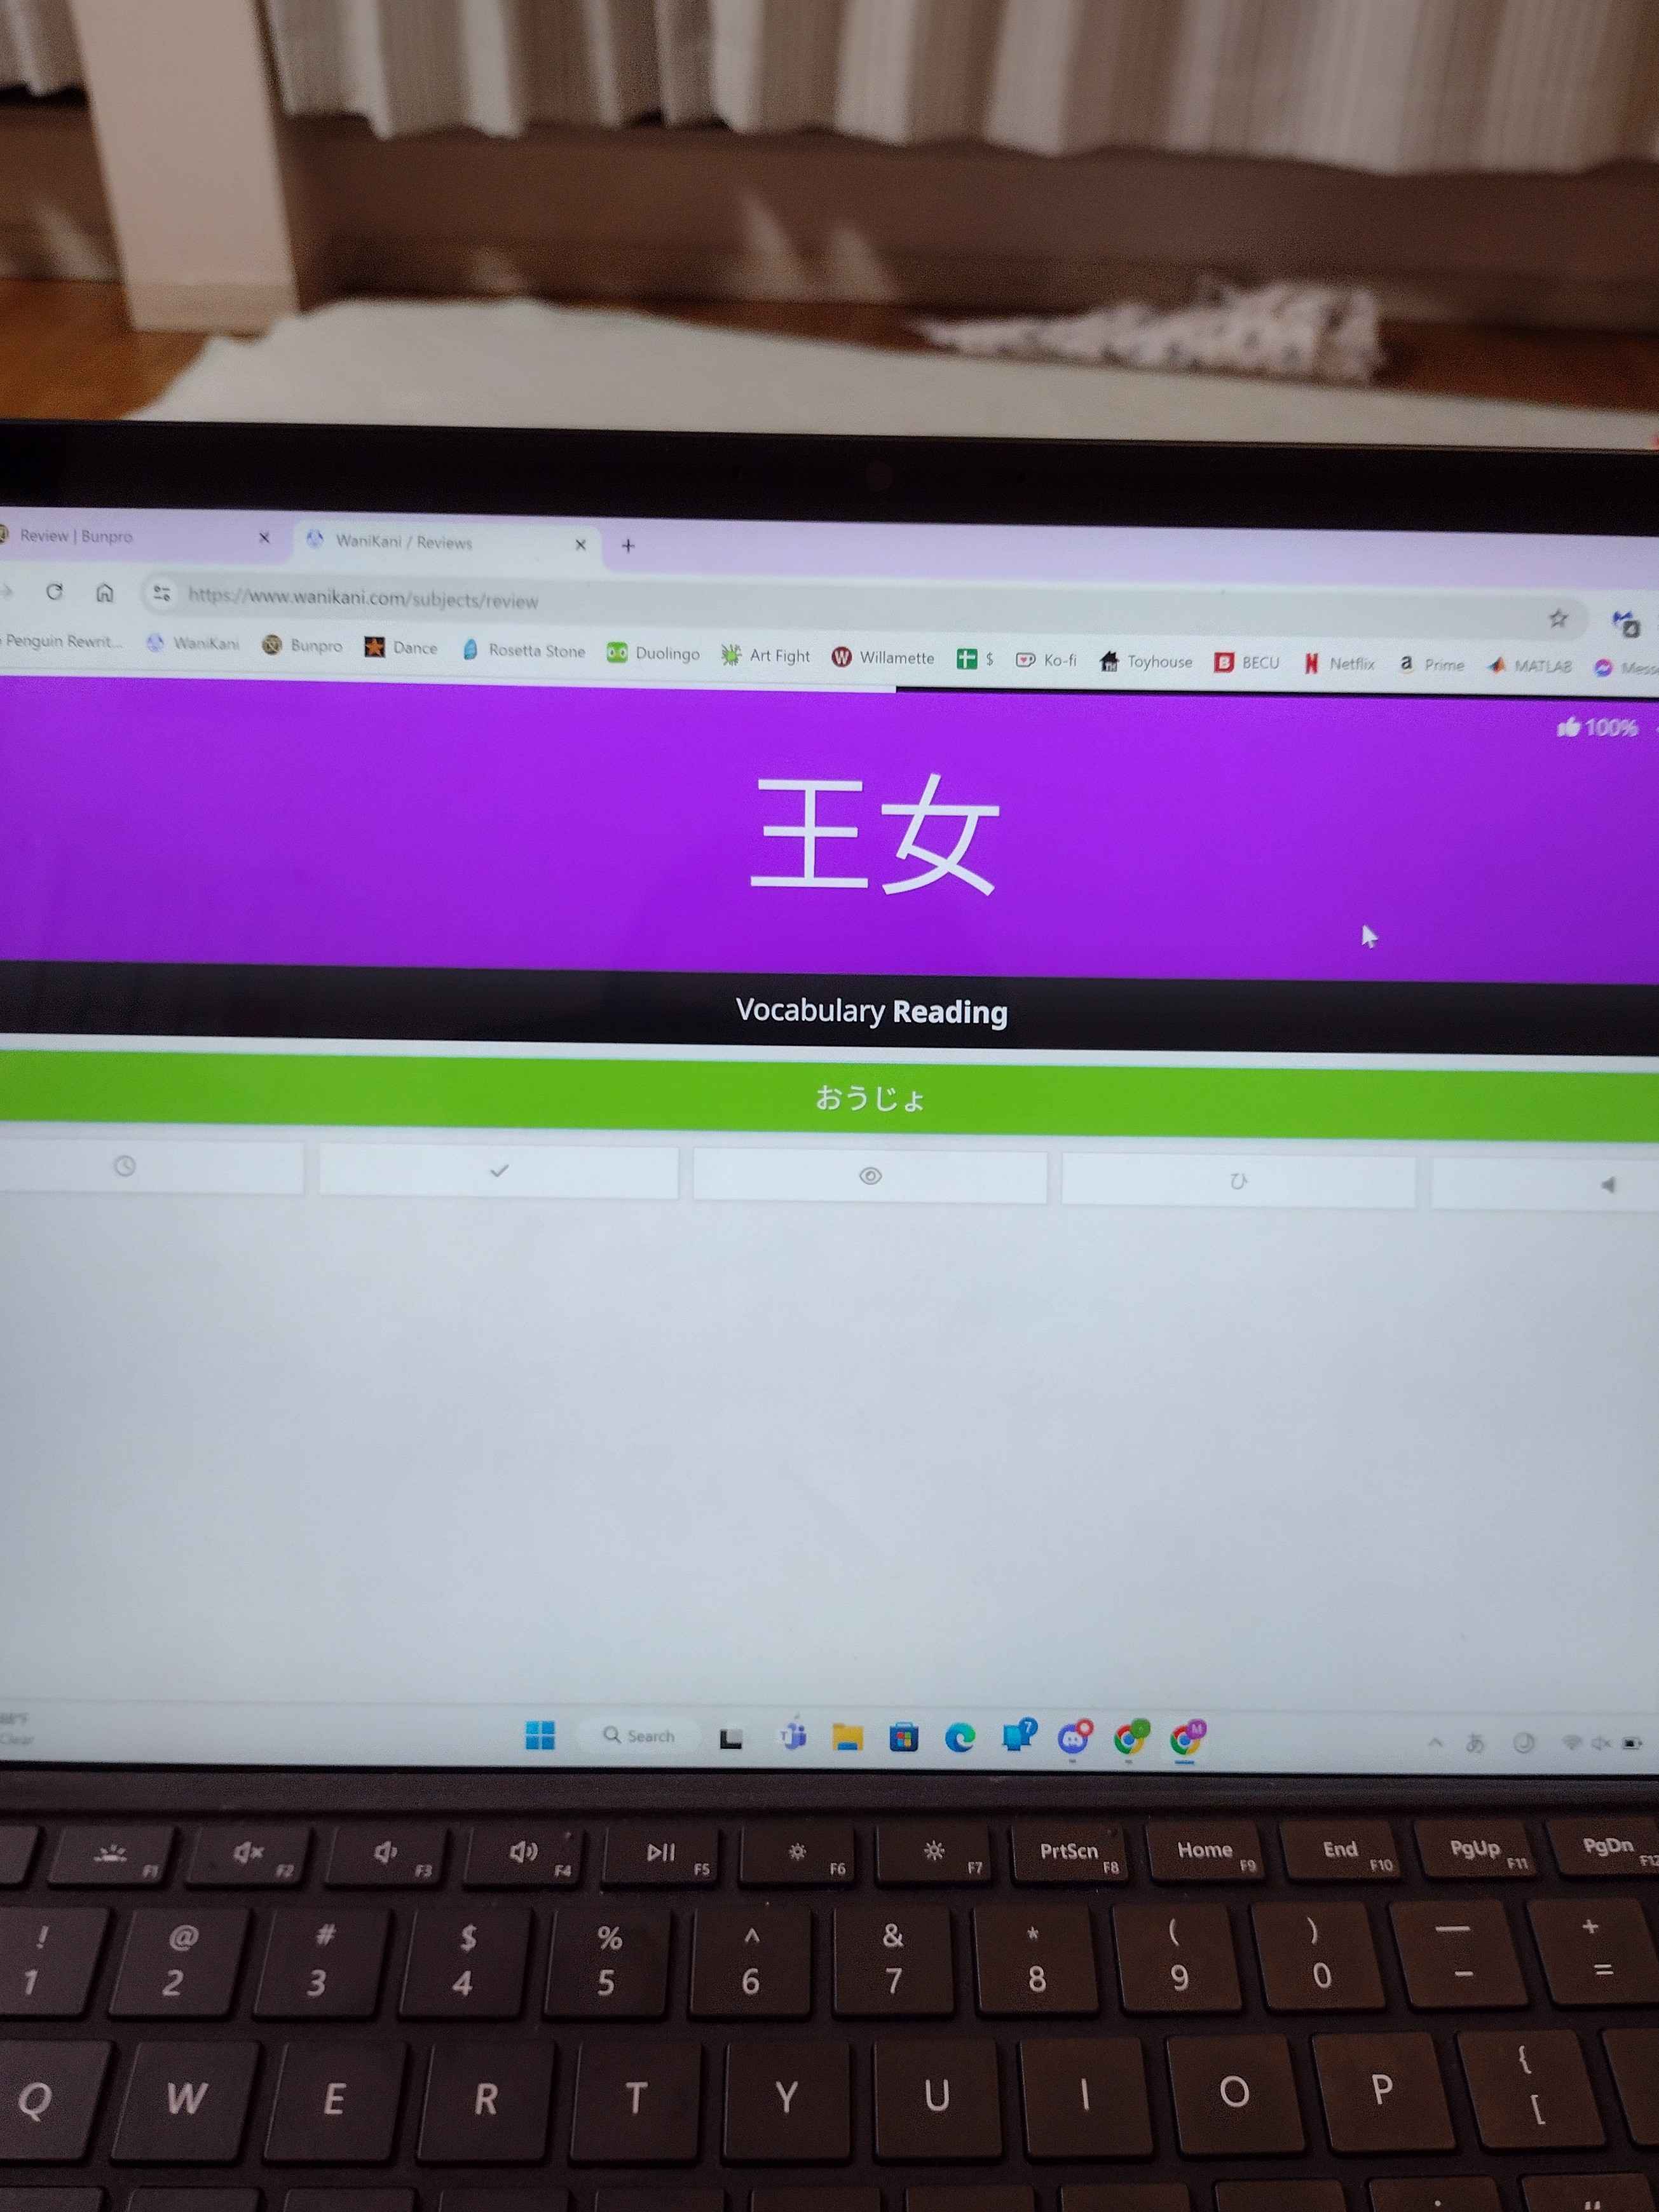 Review | Bunpro
WaniKani / Reviews
https://www.wanikani.com/subjects/review
Penguin Rewrit... WaniKani Bunpro Dance Rosetta Stone Duolingo Art Fight Willamette $ Ko-fi Toyhouse BECU Netflix Prime MATLAB Mess
100%
王女
Vocabulary Reading
おうじょ
ひ
Clear
Search
7
M
あ
F1 F2 F3 F4 F5 F6 F7 PrtScn F8 Home F9 End F10 PgUp F11 PgDn F12
! @ # $ % ^ & * ( ) — +
1 2 3 4 5 6 7 8 9 0 – =
Q W E R T Y U I O P { [